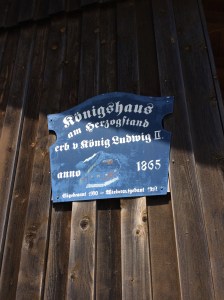 Königshaus
am Herzogstand
erb v König Ludwig II
anno 1865